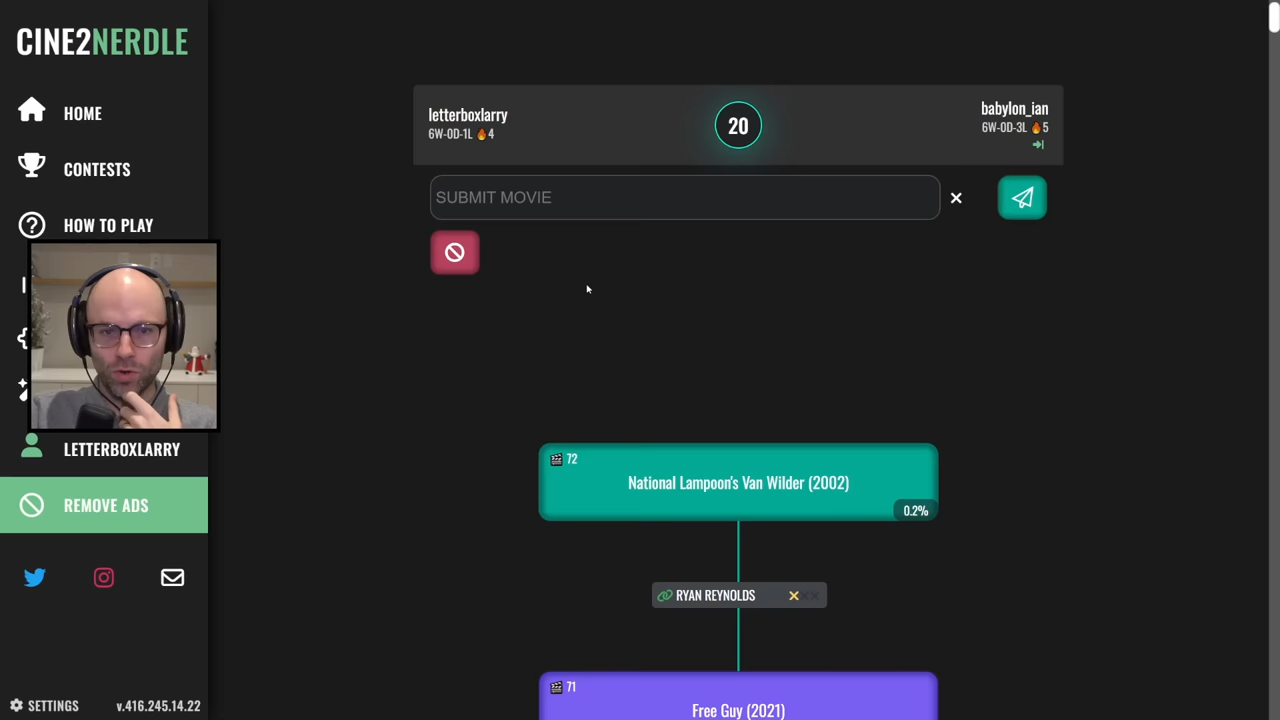 CINE2NERDLE
HOME
CONTESTS
HOW TO PLAY
LETTERBOXLARRY
REMOVE ADS
SETTINGS
v.416.245.14.22
letterboxlarry
6W-0D-1L 🔥4
20
babylon_ian
6W-0D-3L 🔥5
SUBMIT MOVIE
72
National Lampoon's Van Wilder (2002)
0.2%
RYAN REYNOLDS
71
Free Guy (2021)